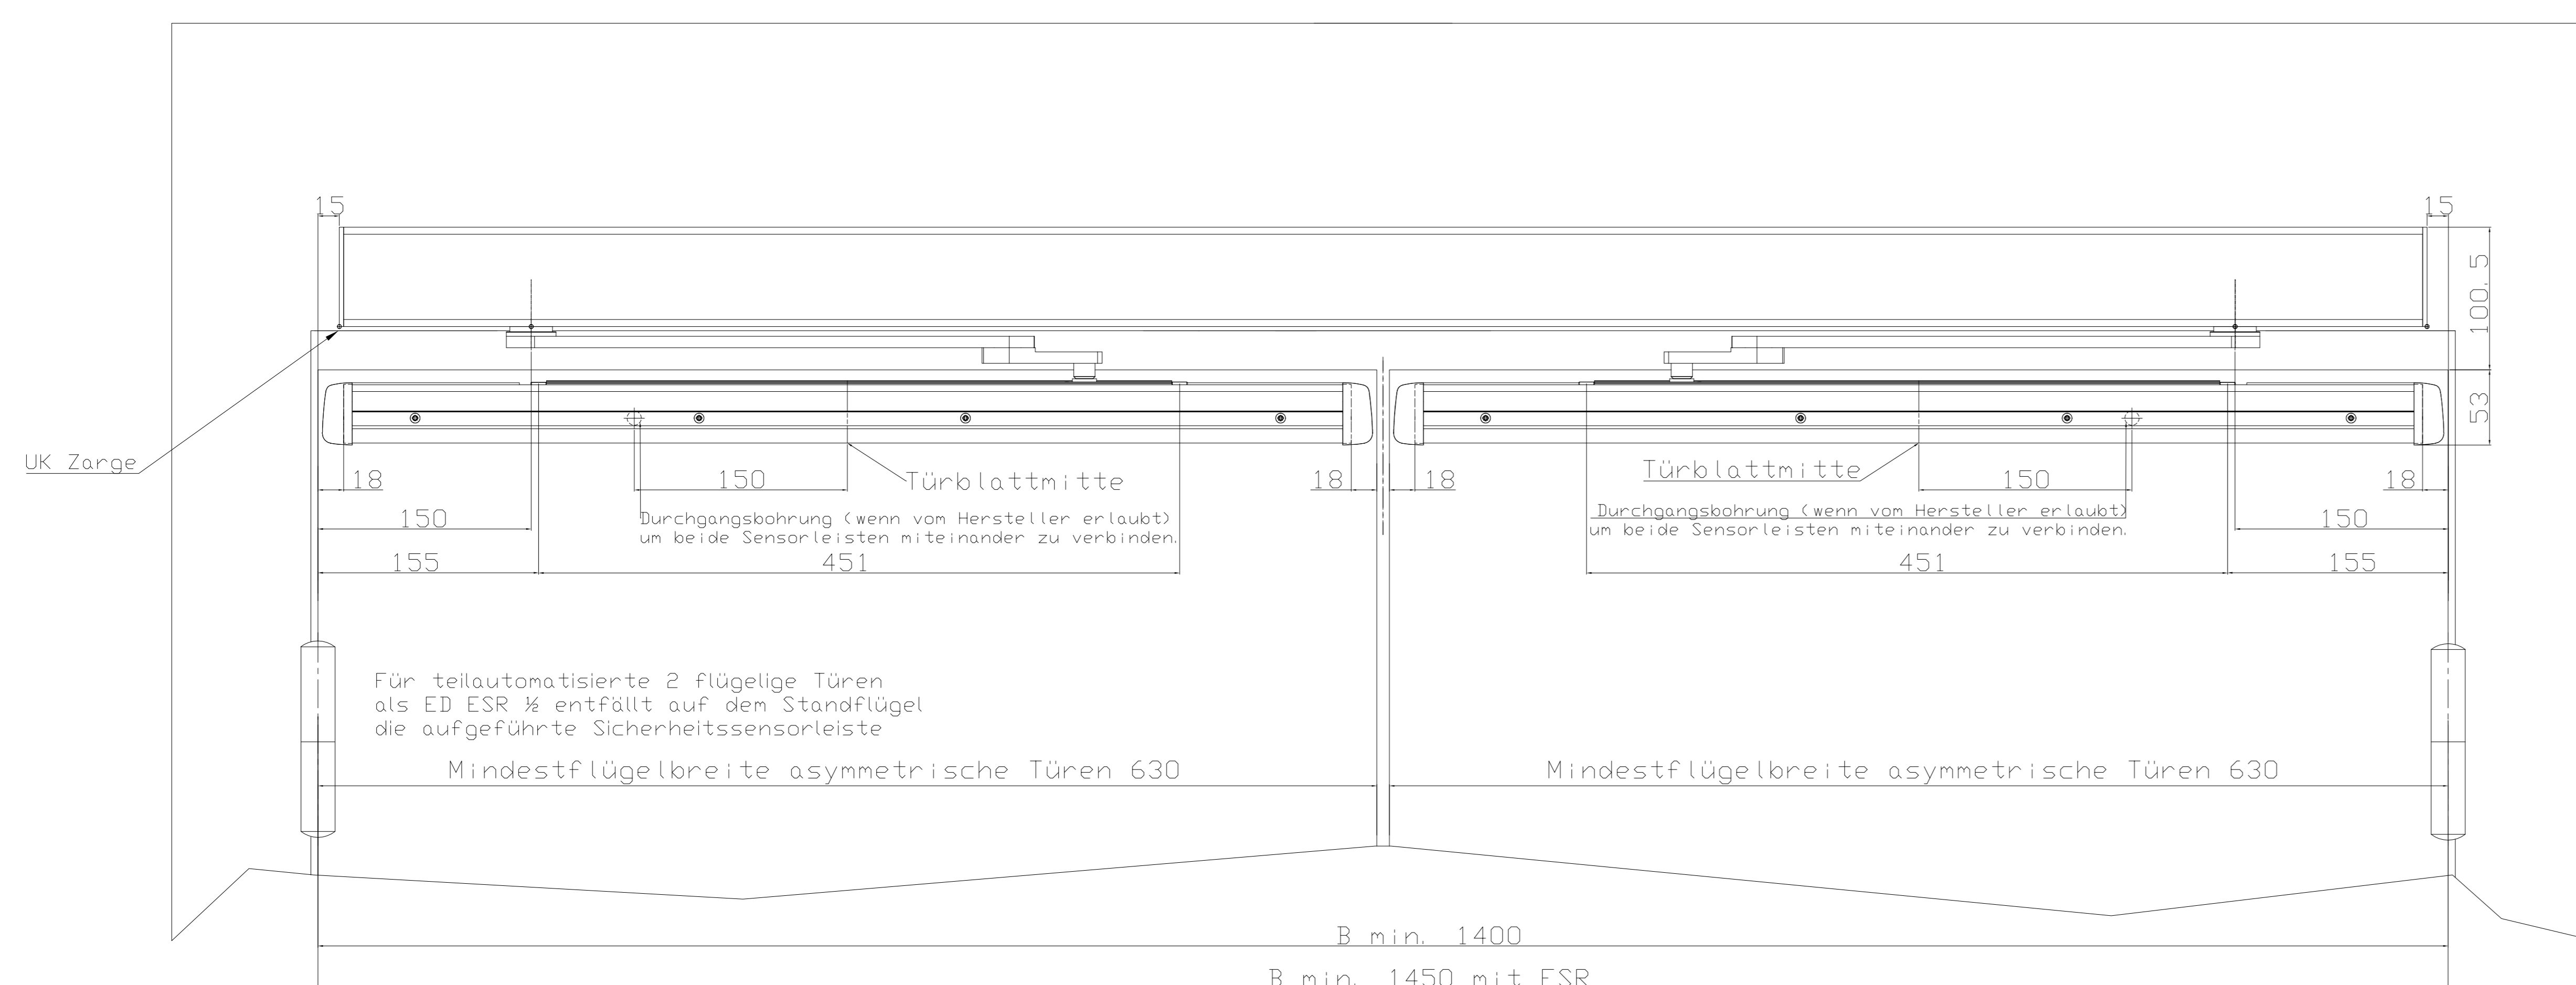 15
15
100.5
53
UK Zarge
18
150
Türblattmitte
18
18
Türblattmitte
150
18
150
Durchgangsbohrung (wenn vom Hersteller erlaubt)
um beide Sensorleisten miteinander zu verbinden.
Durchgangsbohrung (wenn vom Hersteller erlaubt)
um beide Sensorleisten miteinander zu verbinden.
150
155
451
451
155
Für teilautomatisierte 2 flügelige Türen
als ED ESR ½ entfällt auf dem Standflügel
die aufgeführte Sicherheitssensorleiste
Mindestflügelbreite asymmetrische Türen 630
Mindestflügelbreite asymmetrische Türen 630
B min. 1400
B min. 1450 mit ESR